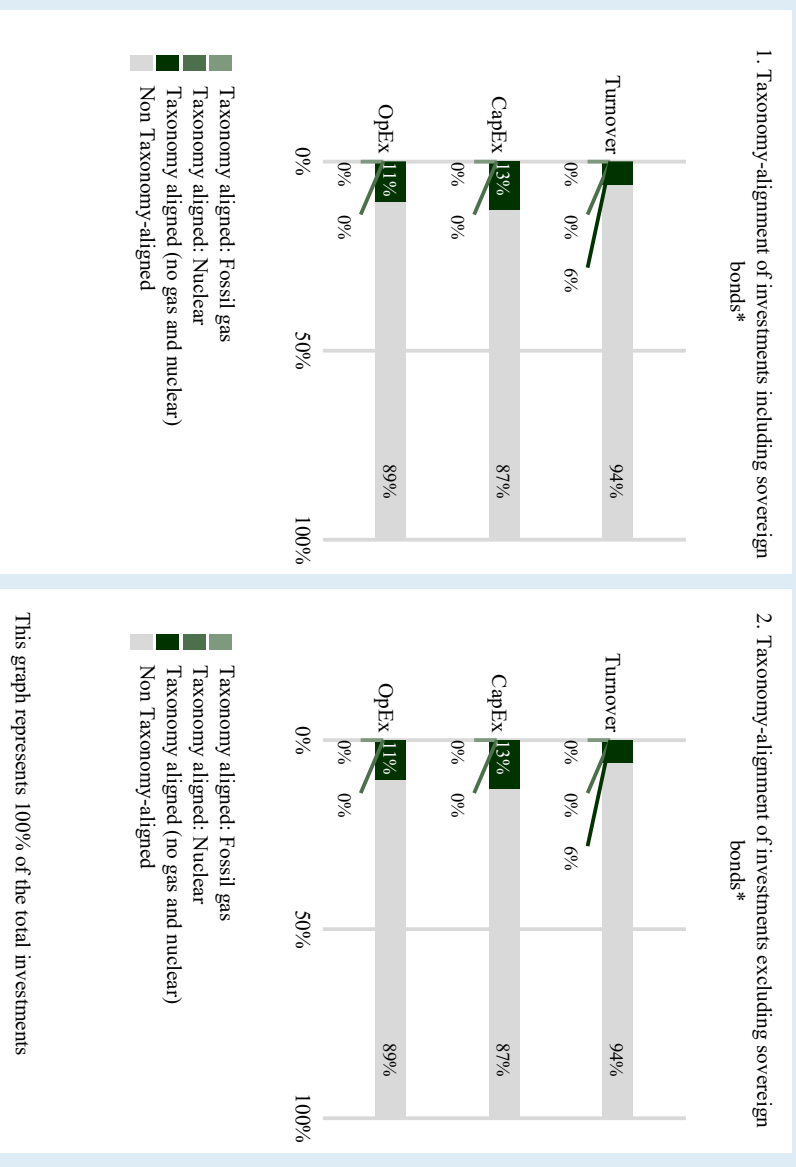 1. Taxonomy-alignment of investments including sovereign
bonds*
Turnover
94%
0%
0%
6%
CapEx
13%
87%
0%
0%
OpEx
11%
89%
0%
0%
0%
50%
100%
Taxonomy aligned: Fossil gas
Taxonomy aligned: Nuclear
Taxonomy aligned (no gas and nuclear)
Non Taxonomy-aligned
2. Taxonomy-alignment of investments excluding sovereign
bonds*
Turnover
94%
0%
0%
6%
CapEx
13%
87%
0%
0%
OpEx
11%
89%
0%
0%
0%
50%
100%
Taxonomy aligned: Fossil gas
Taxonomy aligned: Nuclear
Taxonomy aligned (no gas and nuclear)
Non Taxonomy-aligned
This graph represents 100% of the total investments